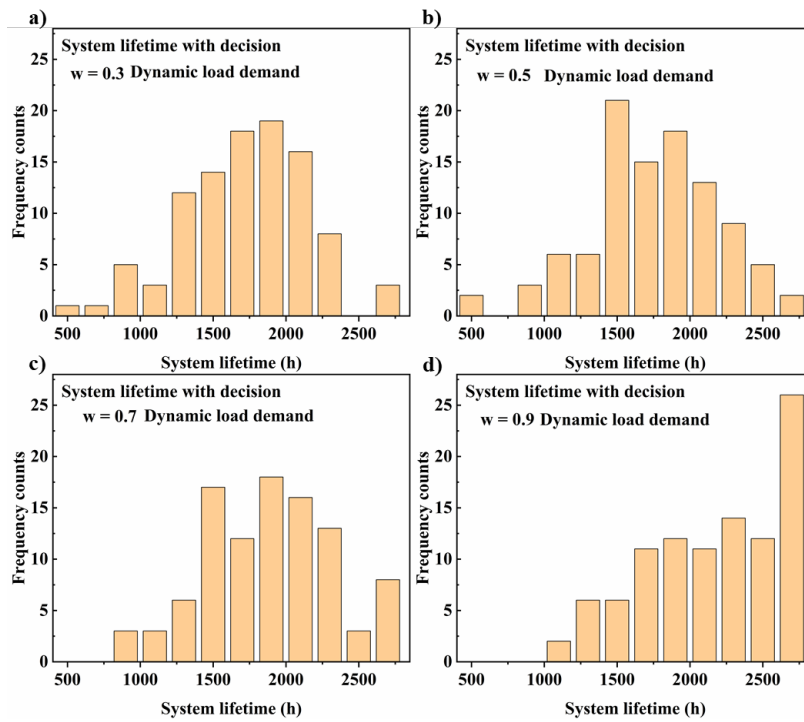 a)
System lifetime with decision
w = 0.3 Dynamic load demand
Frequency counts
25
20
15
10
5
0
500 1000 1500 2000 2500
System lifetime (h)
b)
System lifetime with decision
w = 0.5 Dynamic load demand
Frequency counts
25
20
15
10
5
0
500 1000 1500 2000 2500
System lifetime (h)
c)
System lifetime with decision
w = 0.7 Dynamic load demand
Frequency counts
25
20
15
10
5
0
500 1000 1500 2000 2500
System lifetime (h)
d)
System lifetime with decision
w = 0.9 Dynamic load demand
Frequency counts
25
20
15
10
5
0
500 1000 1500 2000 2500
System lifetime (h)